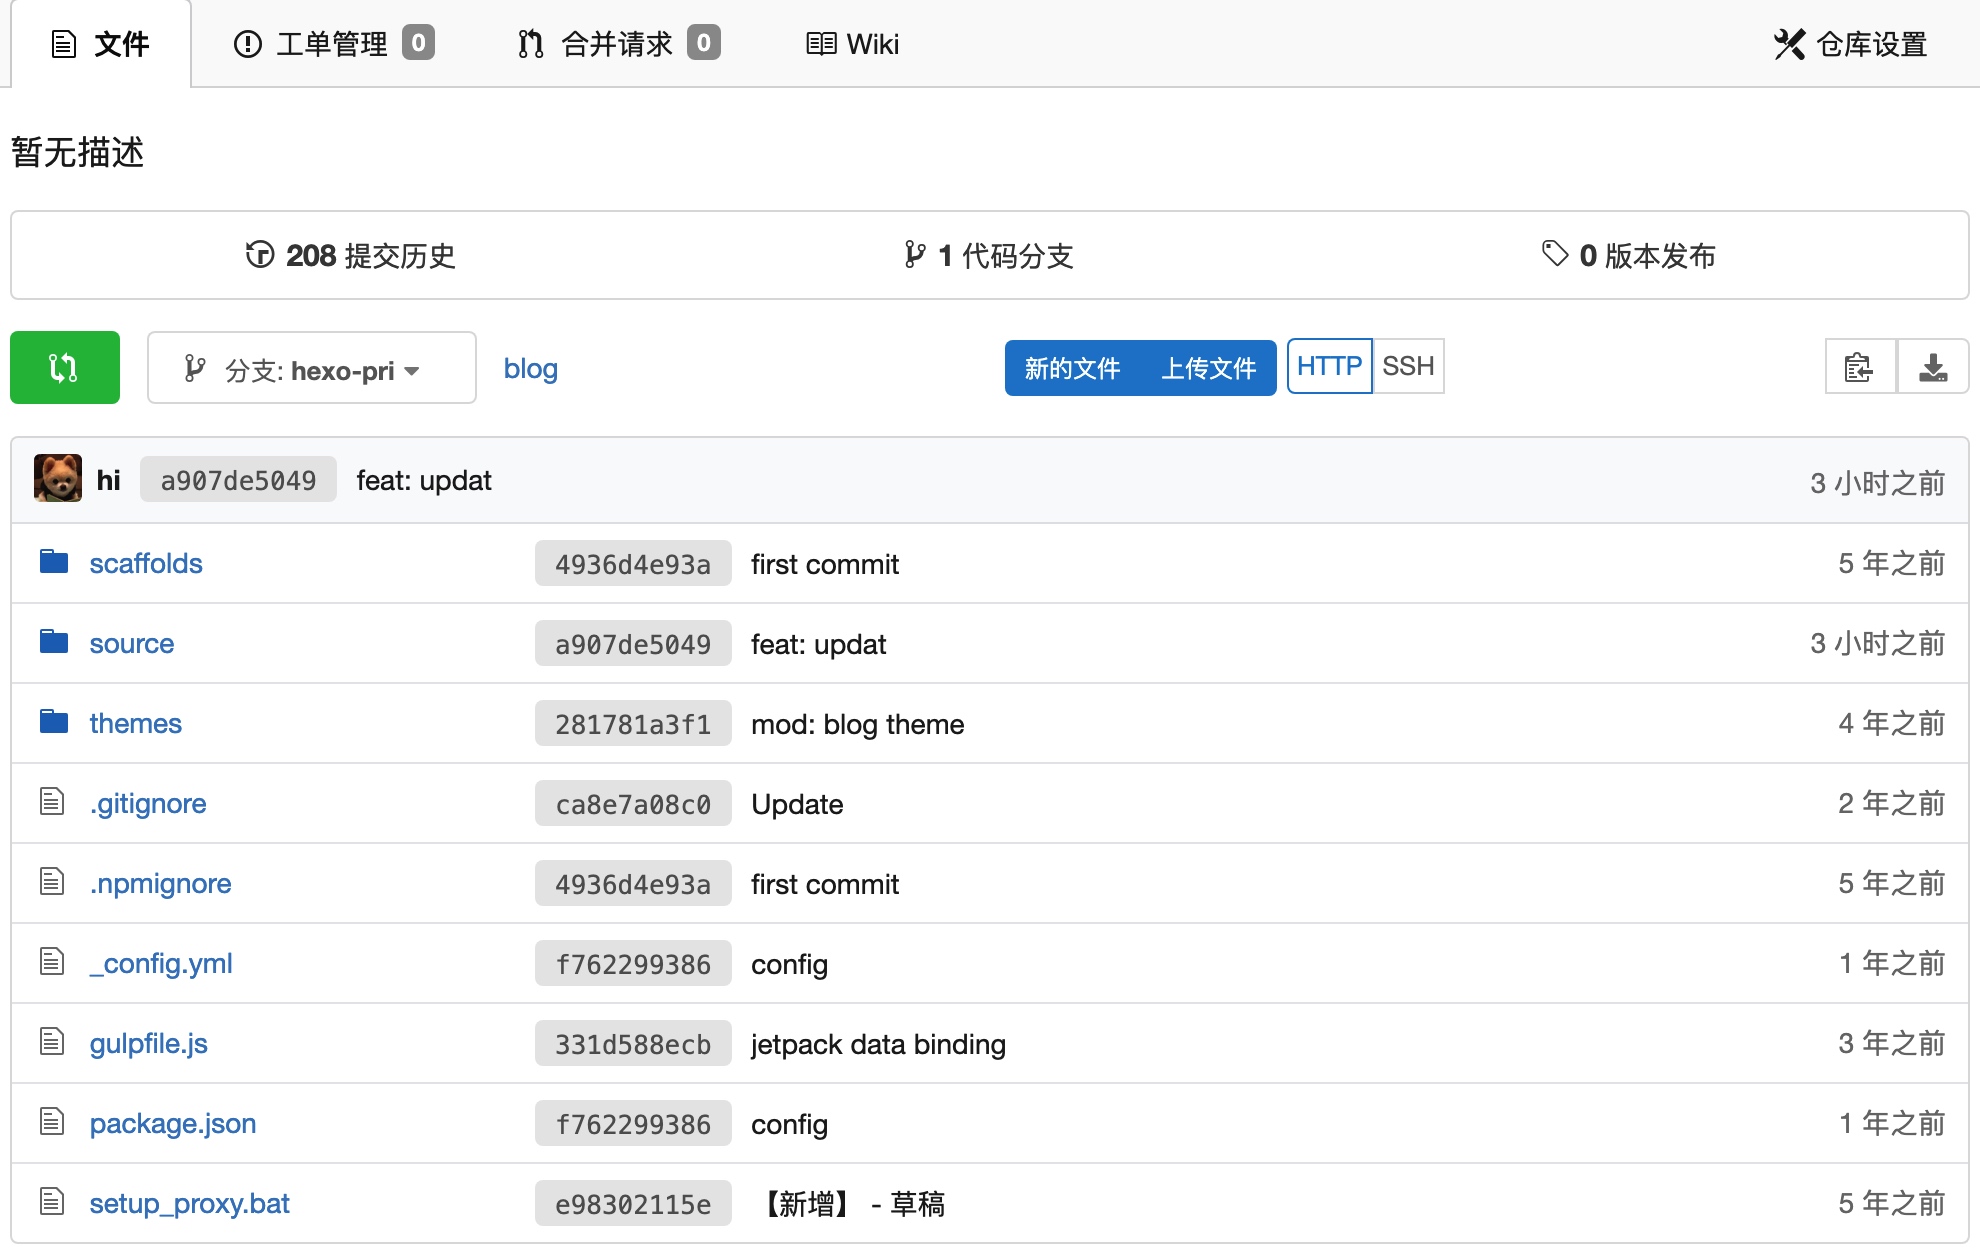 文件 工单管理 0 合并请求 0 Wiki 仓库设置
暂无描述
208 提交历史 1 代码分支 0 版本发布
分支: hexo-pri blog 新的文件 上传文件 HTTP SSH
hi a907de5049 feat: updat 3 小时之前
scaffolds 4936d4e93a first commit 5 年之前
source a907de5049 feat: updat 3 小时之前
themes 281781a3f1 mod: blog theme 4 年之前
.gitignore ca8e7a08c0 Update 2 年之前
.npmignore 4936d4e93a first commit 5 年之前
_config.yml f762299386 config 1 年之前
gulpfile.js 331d588ecb jetpack data binding 3 年之前
package.json f762299386 config 1 年之前
setup_proxy.bat e98302115e 【新增】 - 草稿 5 年之前